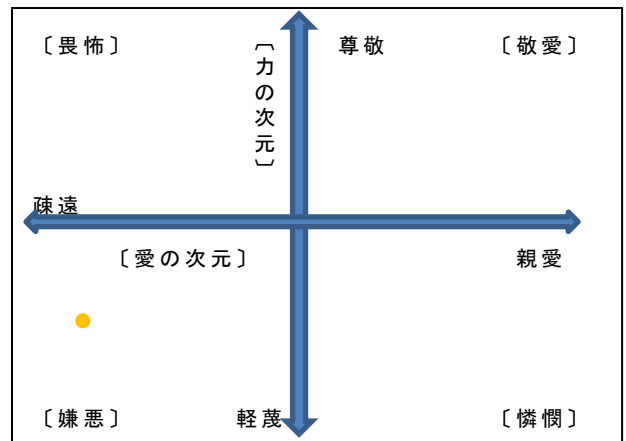 〔畏怖〕
〔力の次元〕
尊敬
〔敬愛〕
疎遠
〔愛の次元〕
親愛
〔嫌悪〕
軽蔑
〔憐憫〕